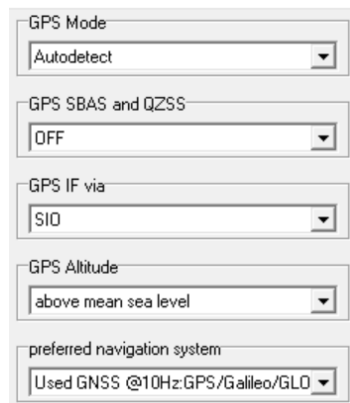 GPS Mode
Autodetect
GPS SBAS and QZSS
OFF
GPS IF via
SIO
GPS Altitude
above mean sea level
preferred navigation system
Used GNSS @10Hz:GPS/Galileo/GLO